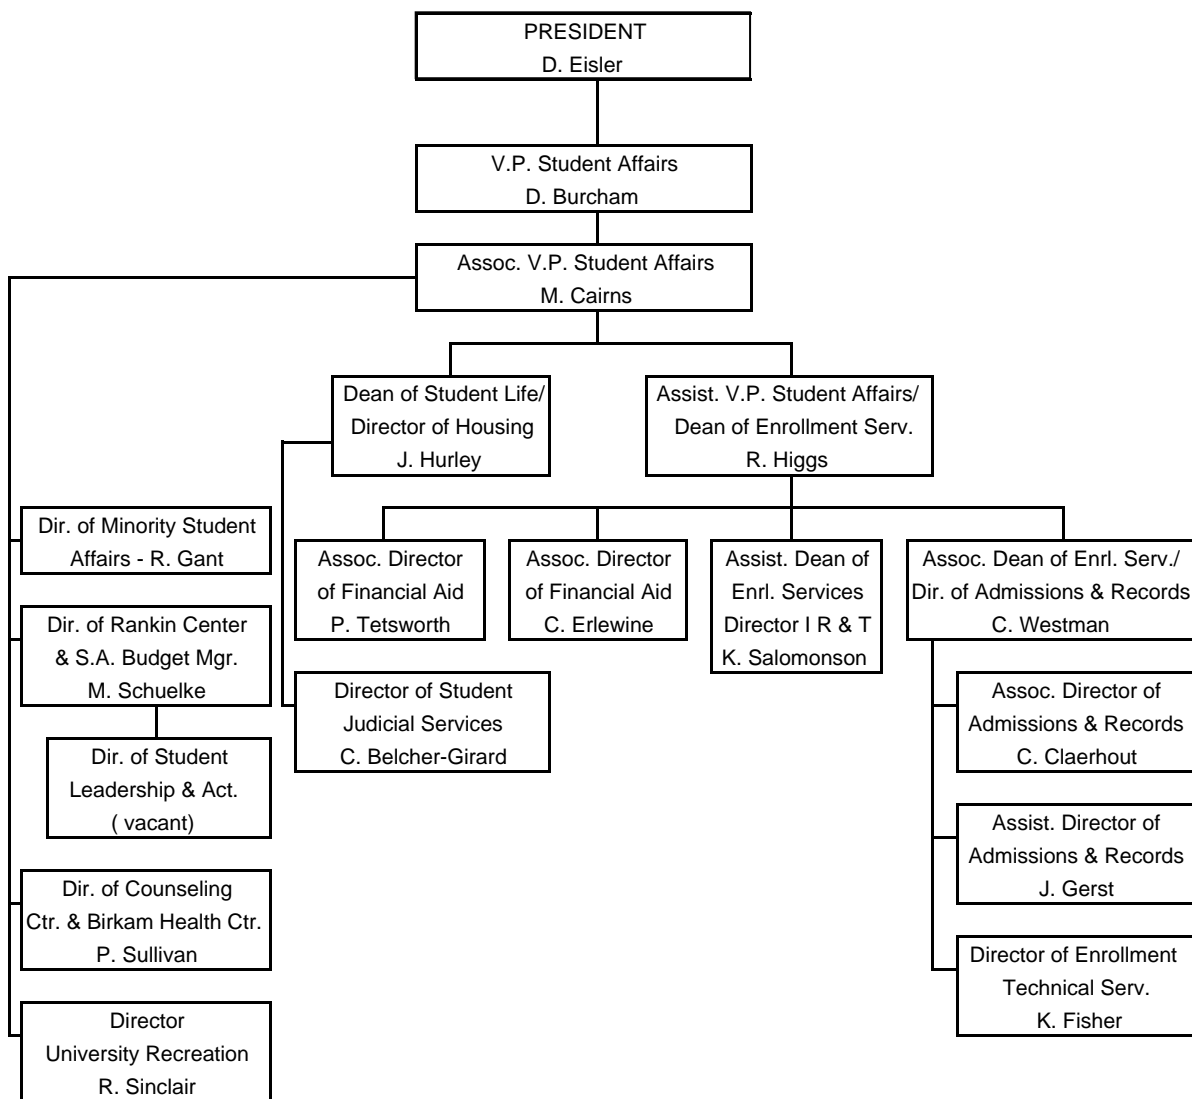 PRESIDENT
D. Eisler
V.P. Student Affairs
D. Burcham
Assoc. V.P. Student Affairs
M. Cairns
Dean of Student Life/
Director of Housing
J. Hurley
Assist. V.P. Student Affairs/
Dean of Enrollment Serv.
R. Higgs
Dir. of Minority Student
Affairs - R. Gant
Assoc. Director
of Financial Aid
P. Tetsworth
Assoc. Director
of Financial Aid
C. Erlewine
Assist. Dean of
Enrl. Services
Director I R & T
K. Salomonson
Assoc. Dean of Enrl. Serv./
Dir. of Admissions & Records
C. Westman
Dir. of Rankin Center
& S.A. Budget Mgr.
M. Schuelke
Director of Student
Judicial Services
C. Belcher-Girard
Assoc. Director of
Admissions & Records
C. Claerhout
Dir. of Student
Leadership & Act.
( vacant)
Assist. Director of
Admissions & Records
J. Gerst
Dir. of Counseling
Ctr. & Birkam Health Ctr.
P. Sullivan
Director of Enrollment
Technical Serv.
K. Fisher
Director
University Recreation
R. Sinclair